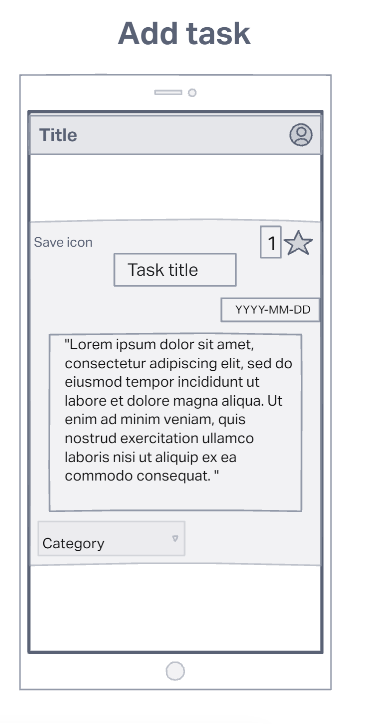 Add task
Title
Save icon
1
Task title
YYYY-MM-DD
"Lorem ipsum dolor sit amet,
consectetur adipiscing elit, sed do
eiusmod tempor incididunt ut
labore et dolore magna aliqua. Ut
enim ad minim veniam, quis
nostrud exercitation ullamco
laboris nisi ut aliquip ex ea
commodo consequat. "
Category